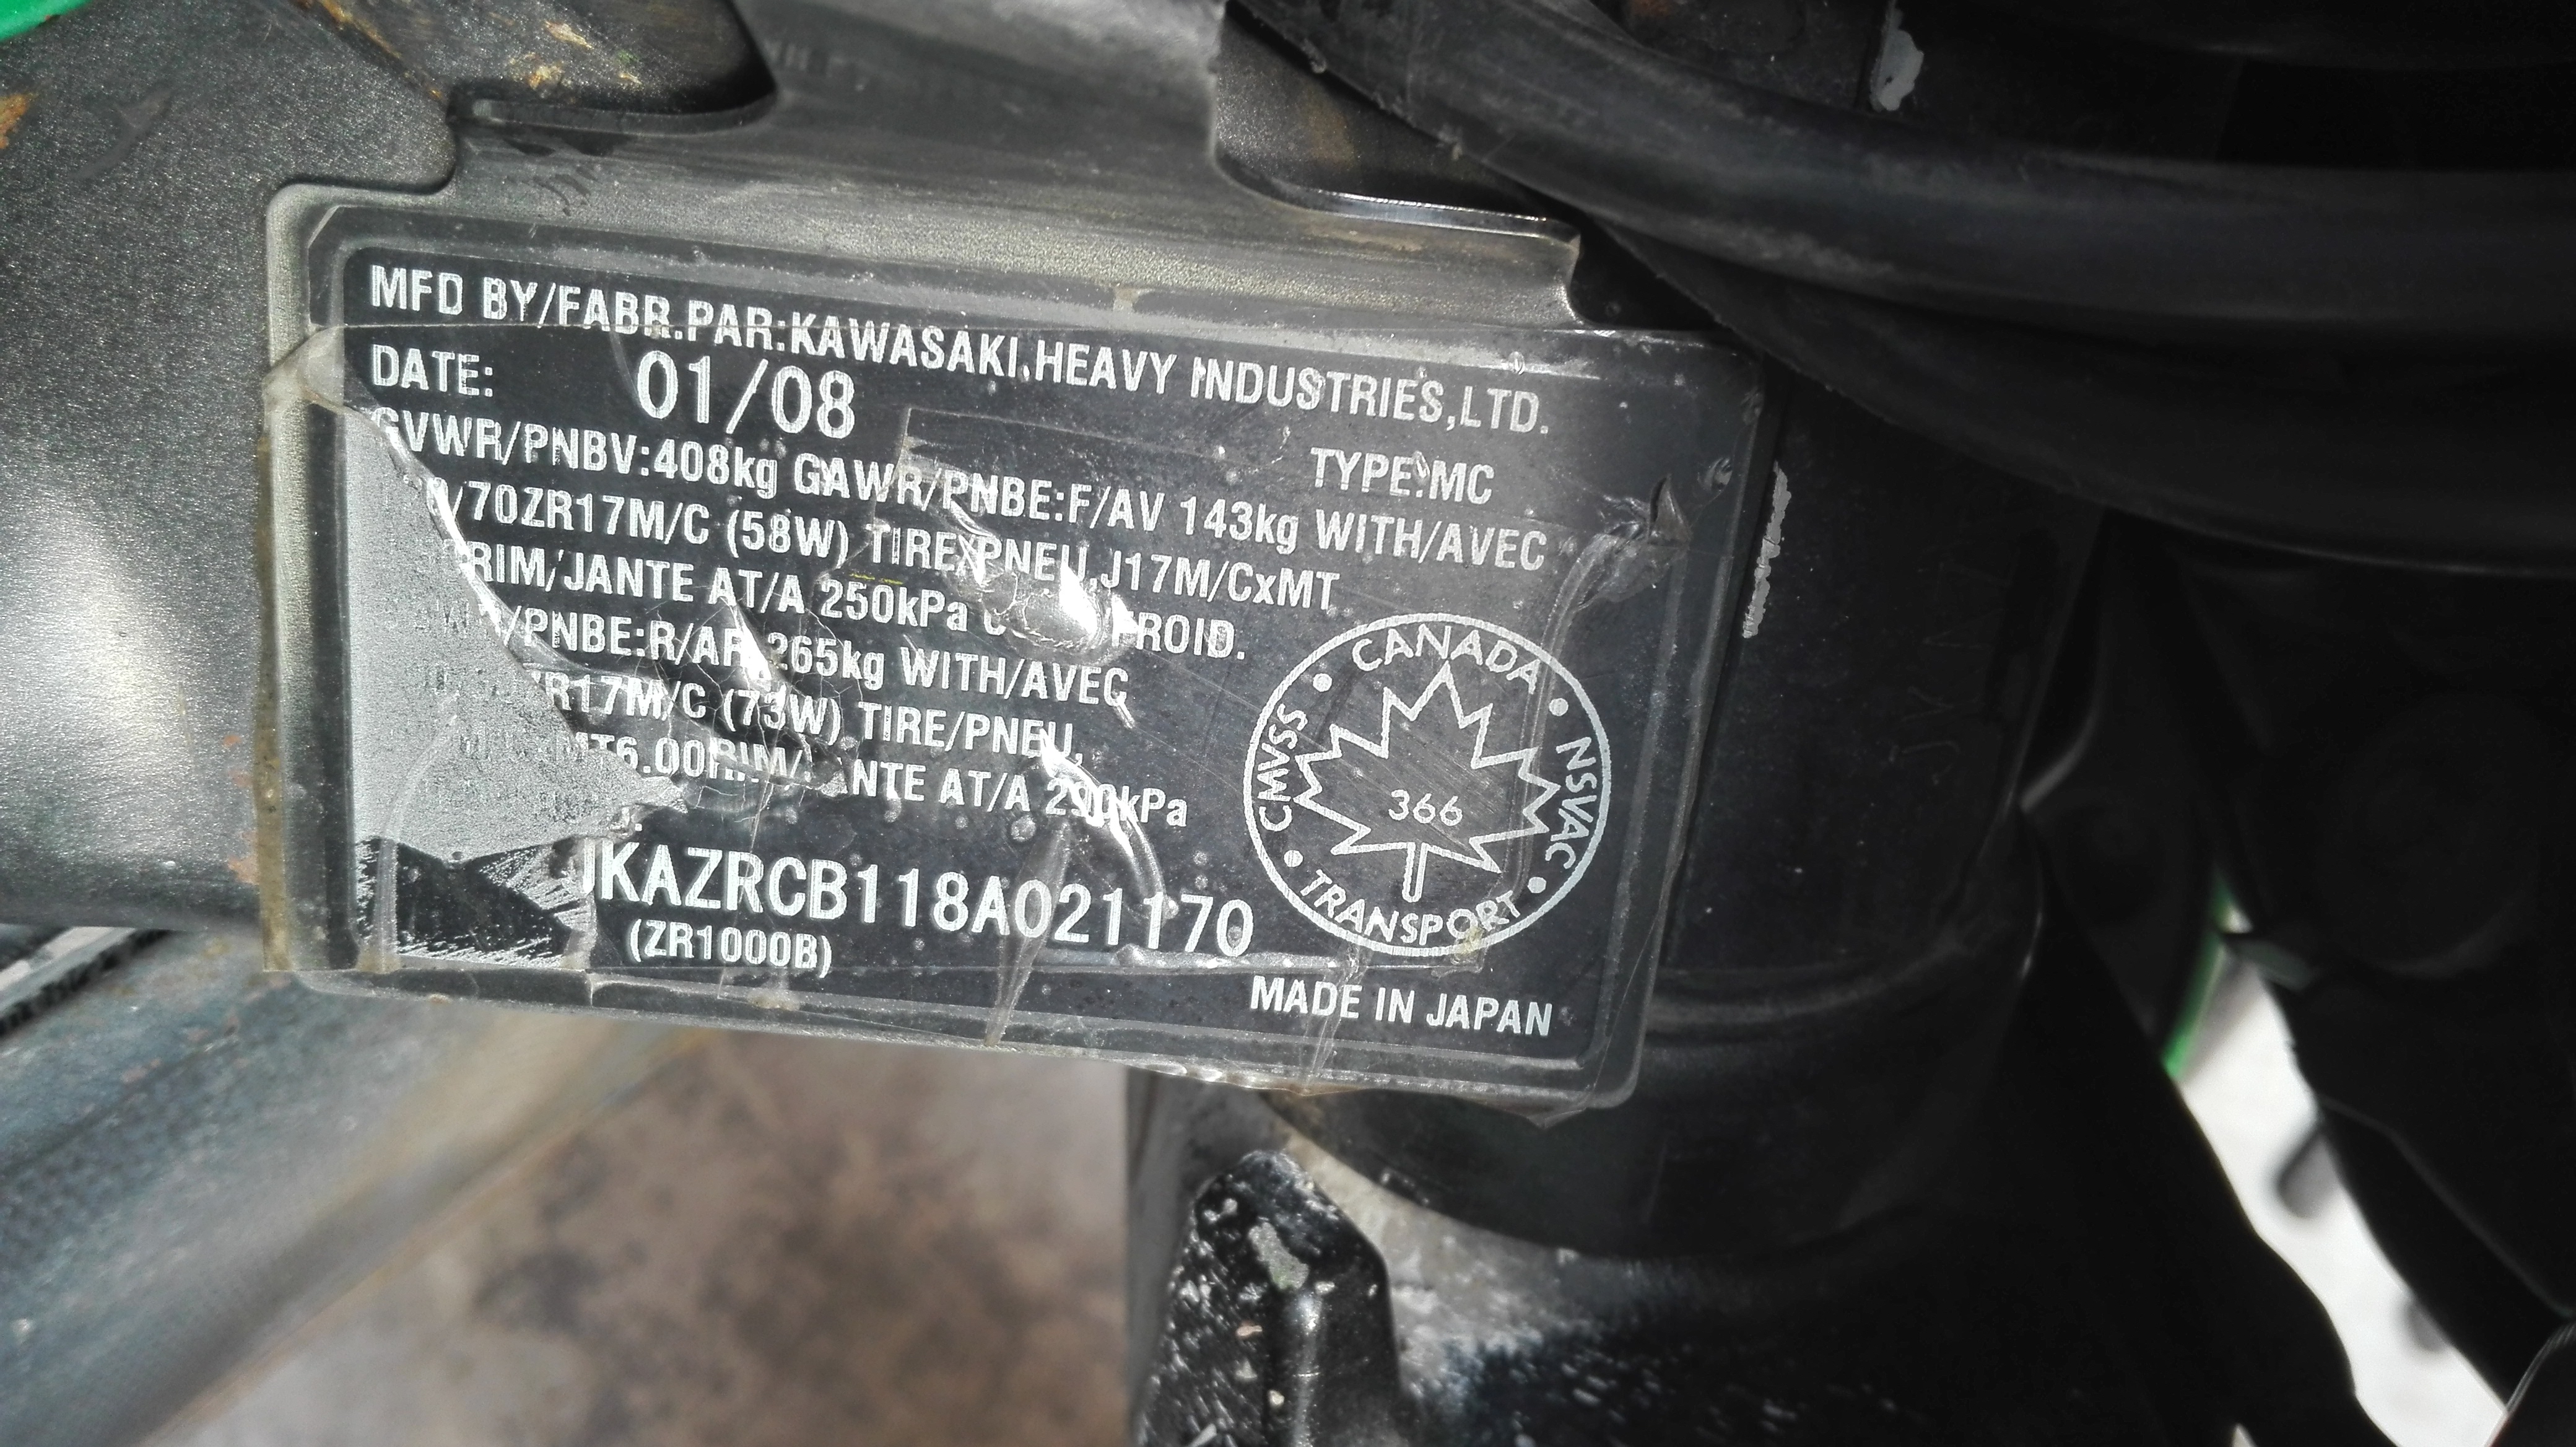 MFD BY/FABR.PAR:KAWASAKI HEAVY INDUSTRIES,LTD.
DATE: 01/08
TYPE:MC
GVWR/PNBV:408kg GAWR/PNBE:F/AV 143kg WITH/AVEC
/70ZR17M/C (58W) TIRE/PNEU,J17M/CxMT
RIM/JANTE AT/A 250kPa FROID.
/PNBE:R/AR 265kg WITH/AVEC
ZR17M/C (73W) TIRE/PNEU,
MT6.00RIM/JANTE AT/A 290kPa
JKAZRCB118A021170
(ZR1000B)
CANADA
CMVSS NSVAC
366
TRANSPORT
MADE IN JAPAN